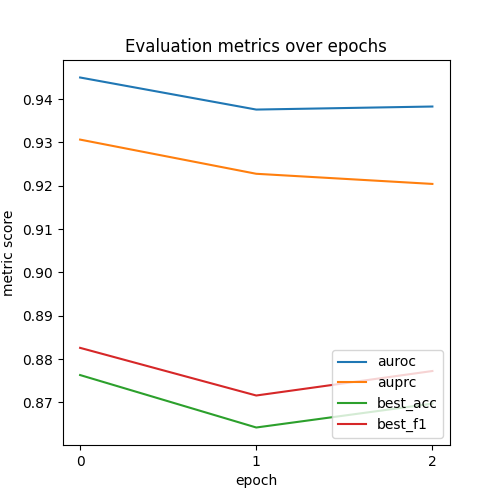 Evaluation metrics over epochs
metric score
0.94
0.93
0.92
0.91
0.90
0.89
0.88
0.87
auroc
auprc
best_acc
best_f1
0
1
2
epoch